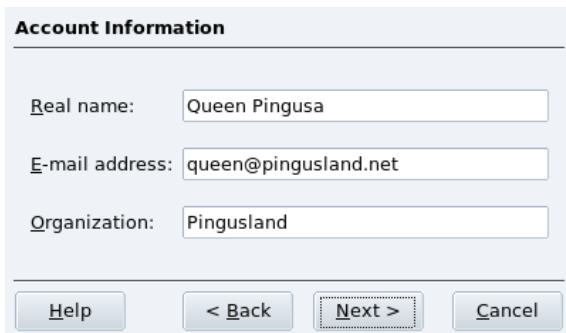 Account Information
Real name: Queen Pingusa
E-mail address: queen@pingusland.net
Organization: Pingusland
Help < Back Next > Cancel